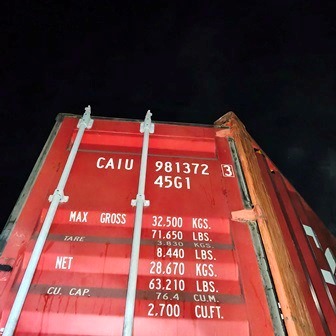 CAIU 981372 3
45G1
MAX GROSS 32.500 KGS.
71.650 LBS.
TARE 3.830 KGS.
8.440 LBS.
NET 28.670 KGS.
63.210 LBS.
CU. CAP. 76.4 CU.M.
2,700 CU.FT.